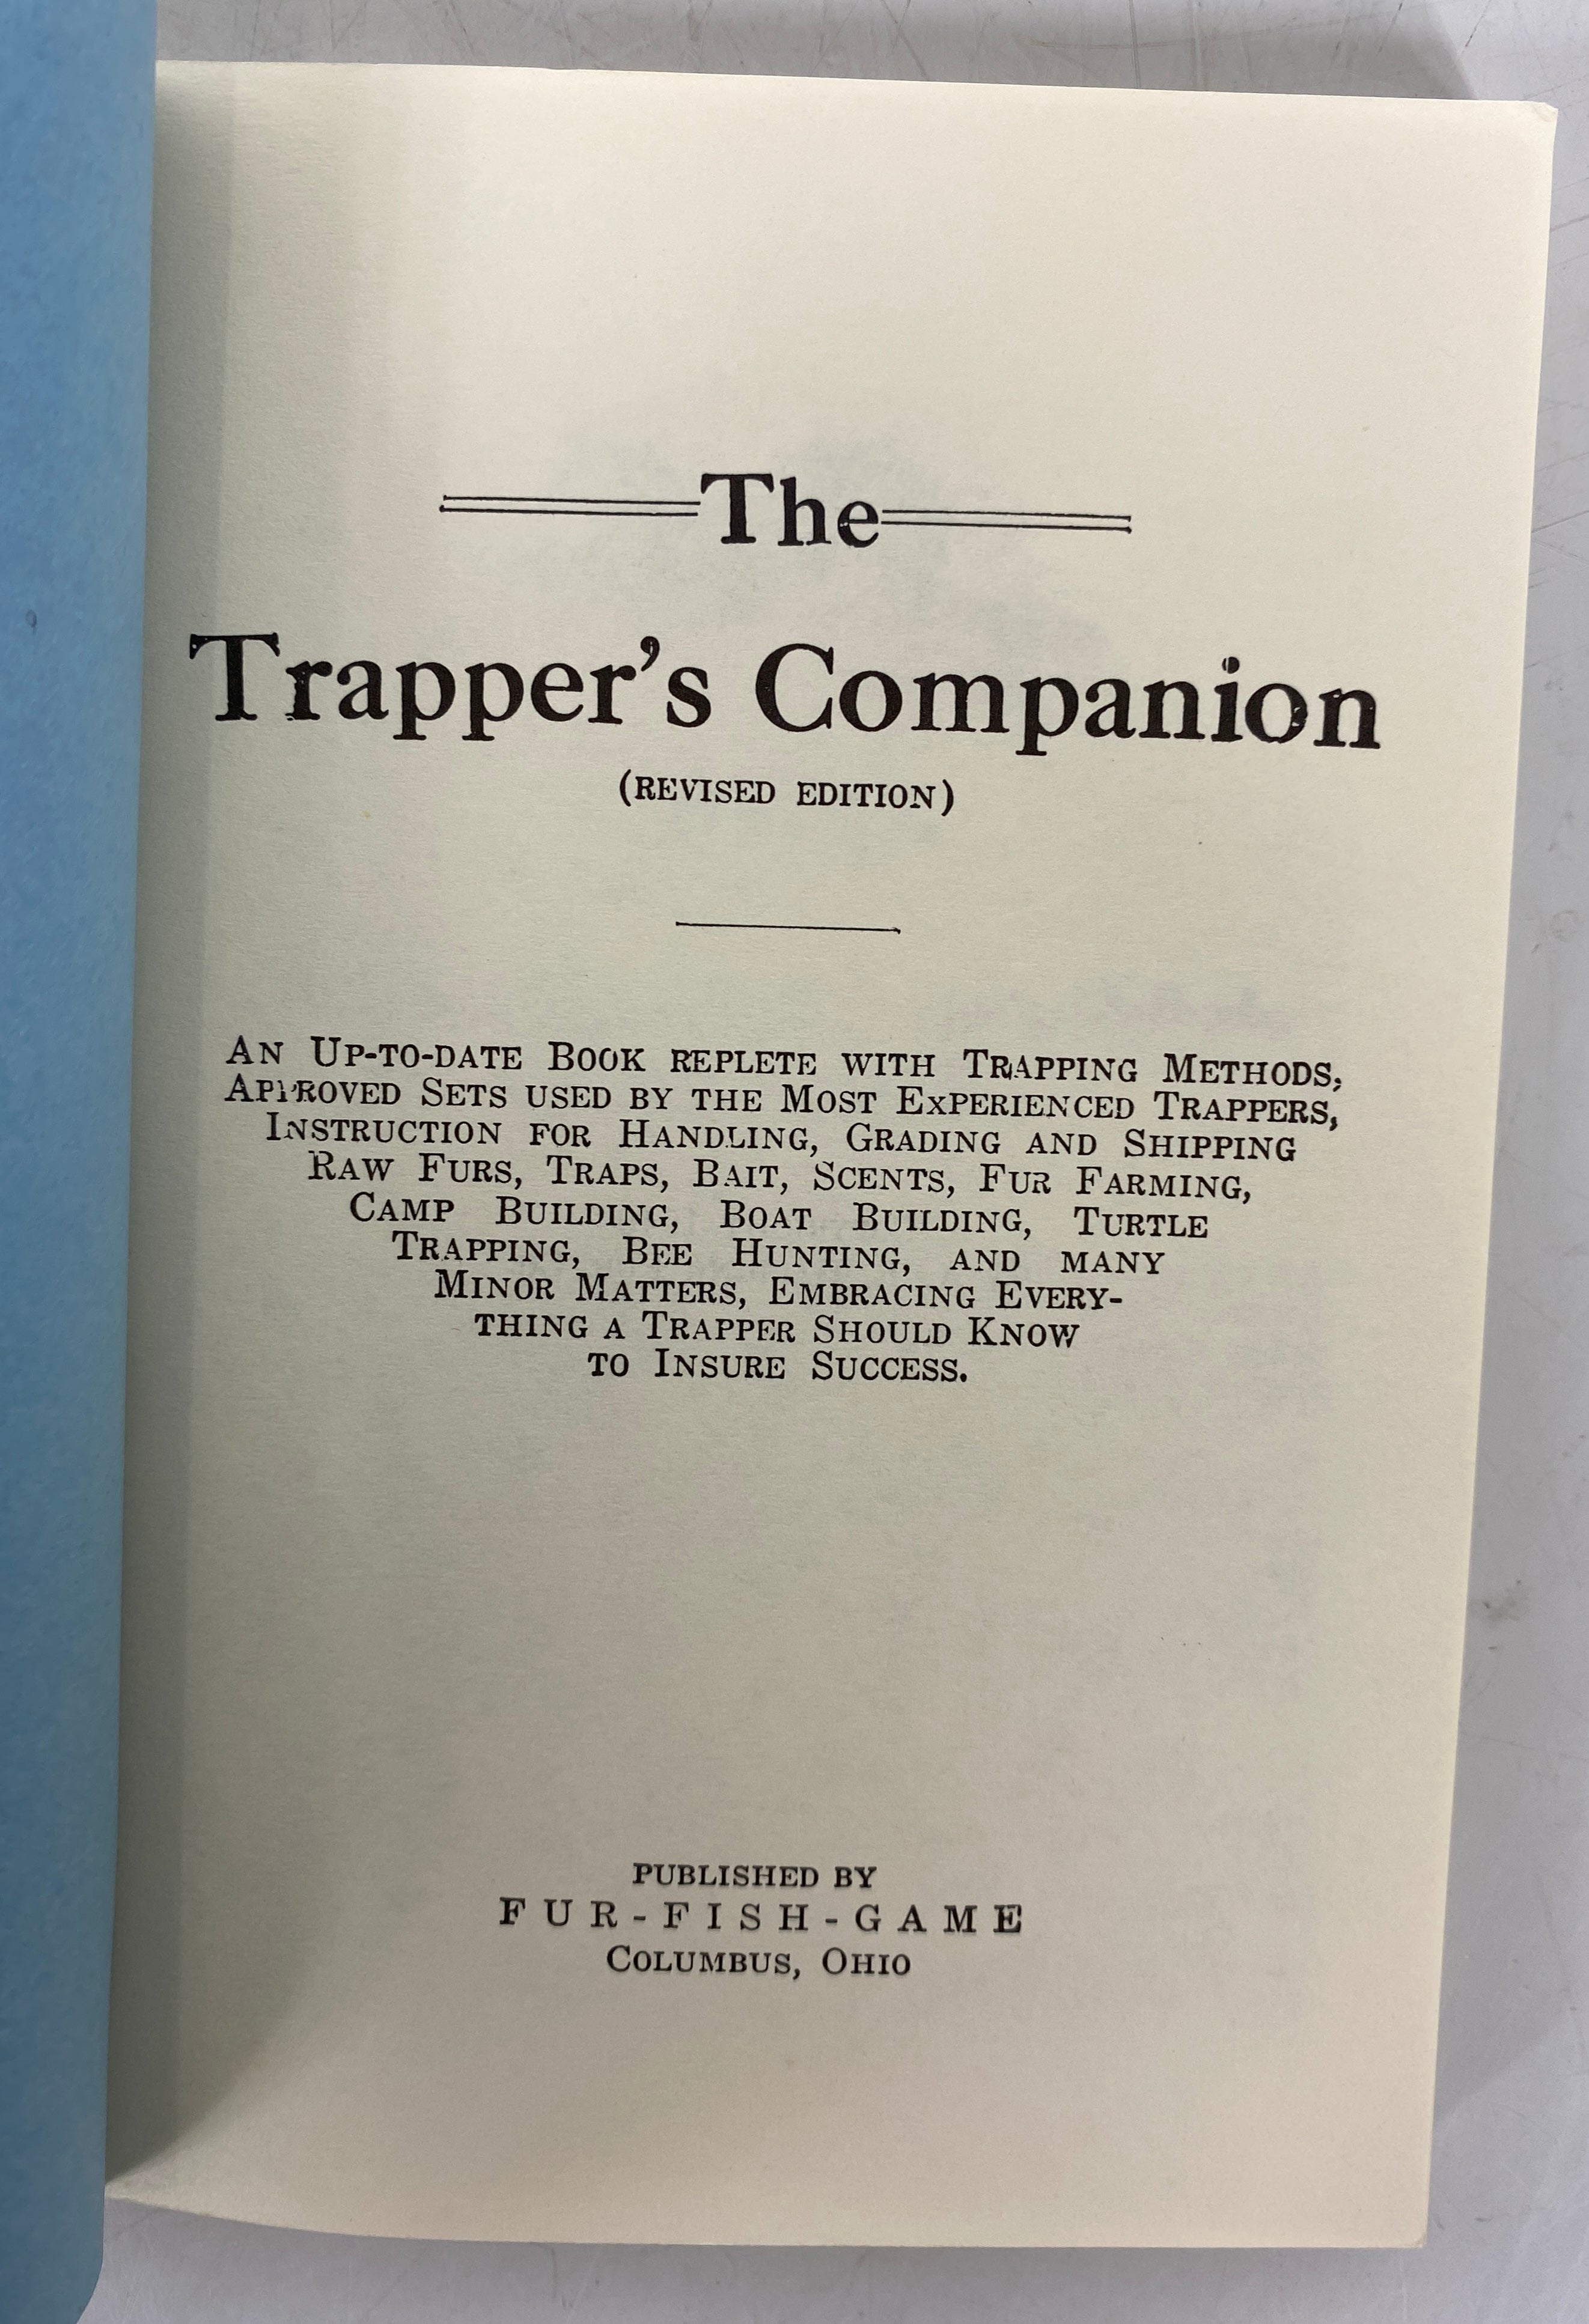 The
Trapper's Companion
(REVISED EDITION)
AN UP-TO-DATE BOOK REPLETE WITH TRAPPING METHODS,
APPROVED SETS USED BY THE MOST EXPERIENCED TRAPPERS,
INSTRUCTION FOR HANDLING, GRADING AND SHIPPING
RAW FURS, TRAPS, BAIT, SCENTS, FUR FARMING,
CAMP BUILDING, BOAT BUILDING, TURTLE
TRAPPING, BEE HUNTING, AND MANY
MINOR MATTERS, EMBRACING EVERY-
THING A TRAPPER SHOULD KNOW
TO INSURE SUCCESS.
PUBLISHED BY
FUR-FISH-GAME
COLUMBUS, OHIO